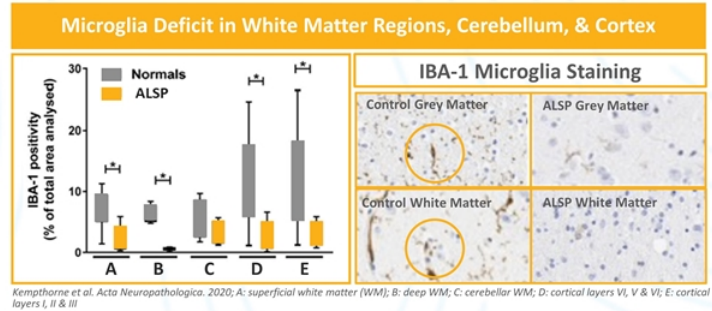 Microglia Deficit in White Matter Regions, Cerebellum, & Cortex
IBA-1 positivity
(% of total area analysed)
30
20
10
0
Normals
ALSP
*
*
*
*
A
B
C
D
E
IBA-1 Microglia Staining
Control Grey Matter
ALSP Grey Matter
Control White Matter
ALSP White Matter
Kempthorne et al. Acta Neuropathologica. 2020; A: superficial white matter (WM); B: deep WM; C: cerebellar WM; D: cortical layers VI, V & VI; E: cortical
layers I, II & III